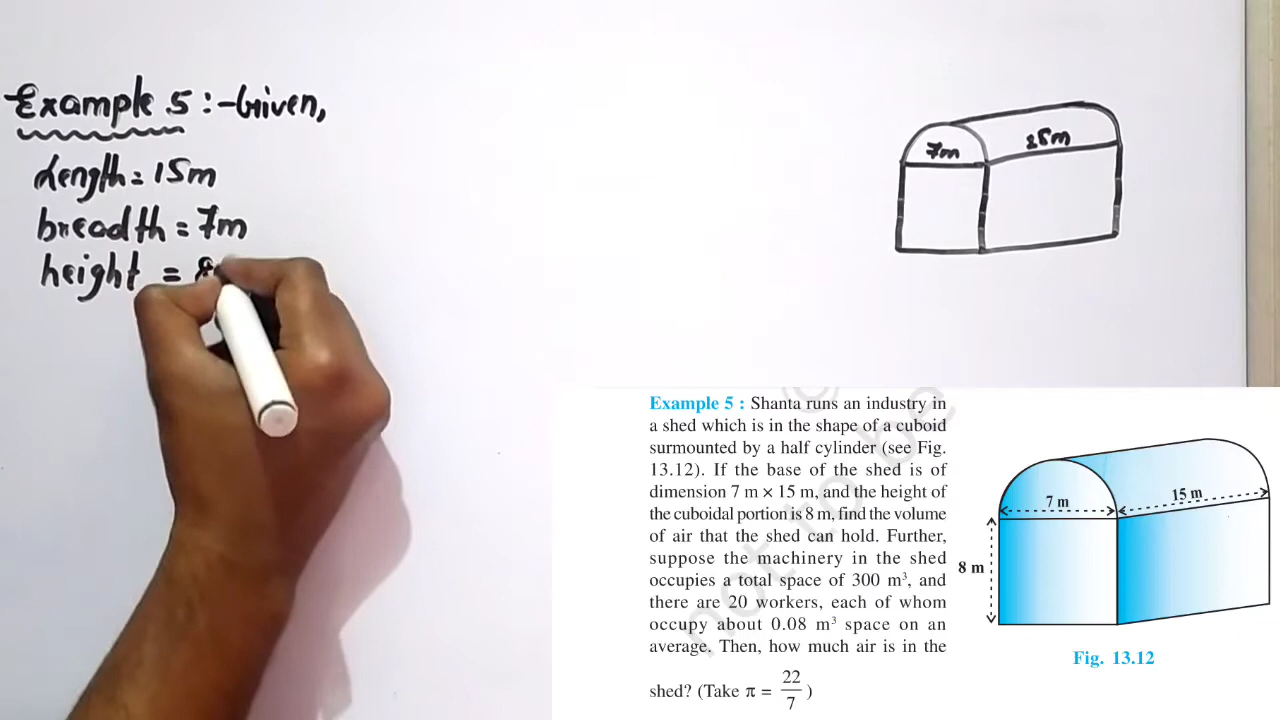 Example 5 :- Given,
Length = 15m
breadth = 7m
height = 8
7m
15m
Example 5 : Shanta runs an industry in
a shed which is in the shape of a cuboid
surmounted by a half cylinder (see Fig.
13.12). If the base of the shed is of
dimension 7 m × 15 m, and the height of
the cuboidal portion is 8 m, find the volume
of air that the shed can hold. Further,
suppose the machinery in the shed
occupies a total space of 300 m³, and
there are 20 workers, each of whom
occupy about 0.08 m³ space on an
average. Then, how much air is in the
shed? (Take π = 22/7)
7 m
15 m
8 m
Fig. 13.12
not to be
©